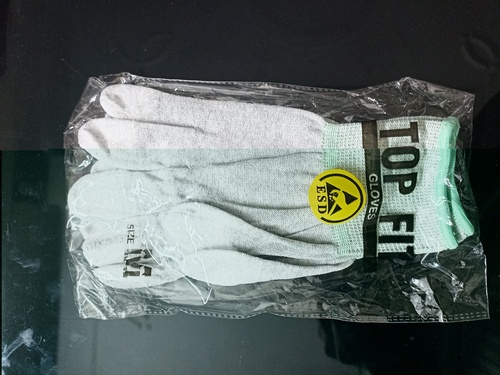 TOP FIT
GLOVES
ESD
SIZE M